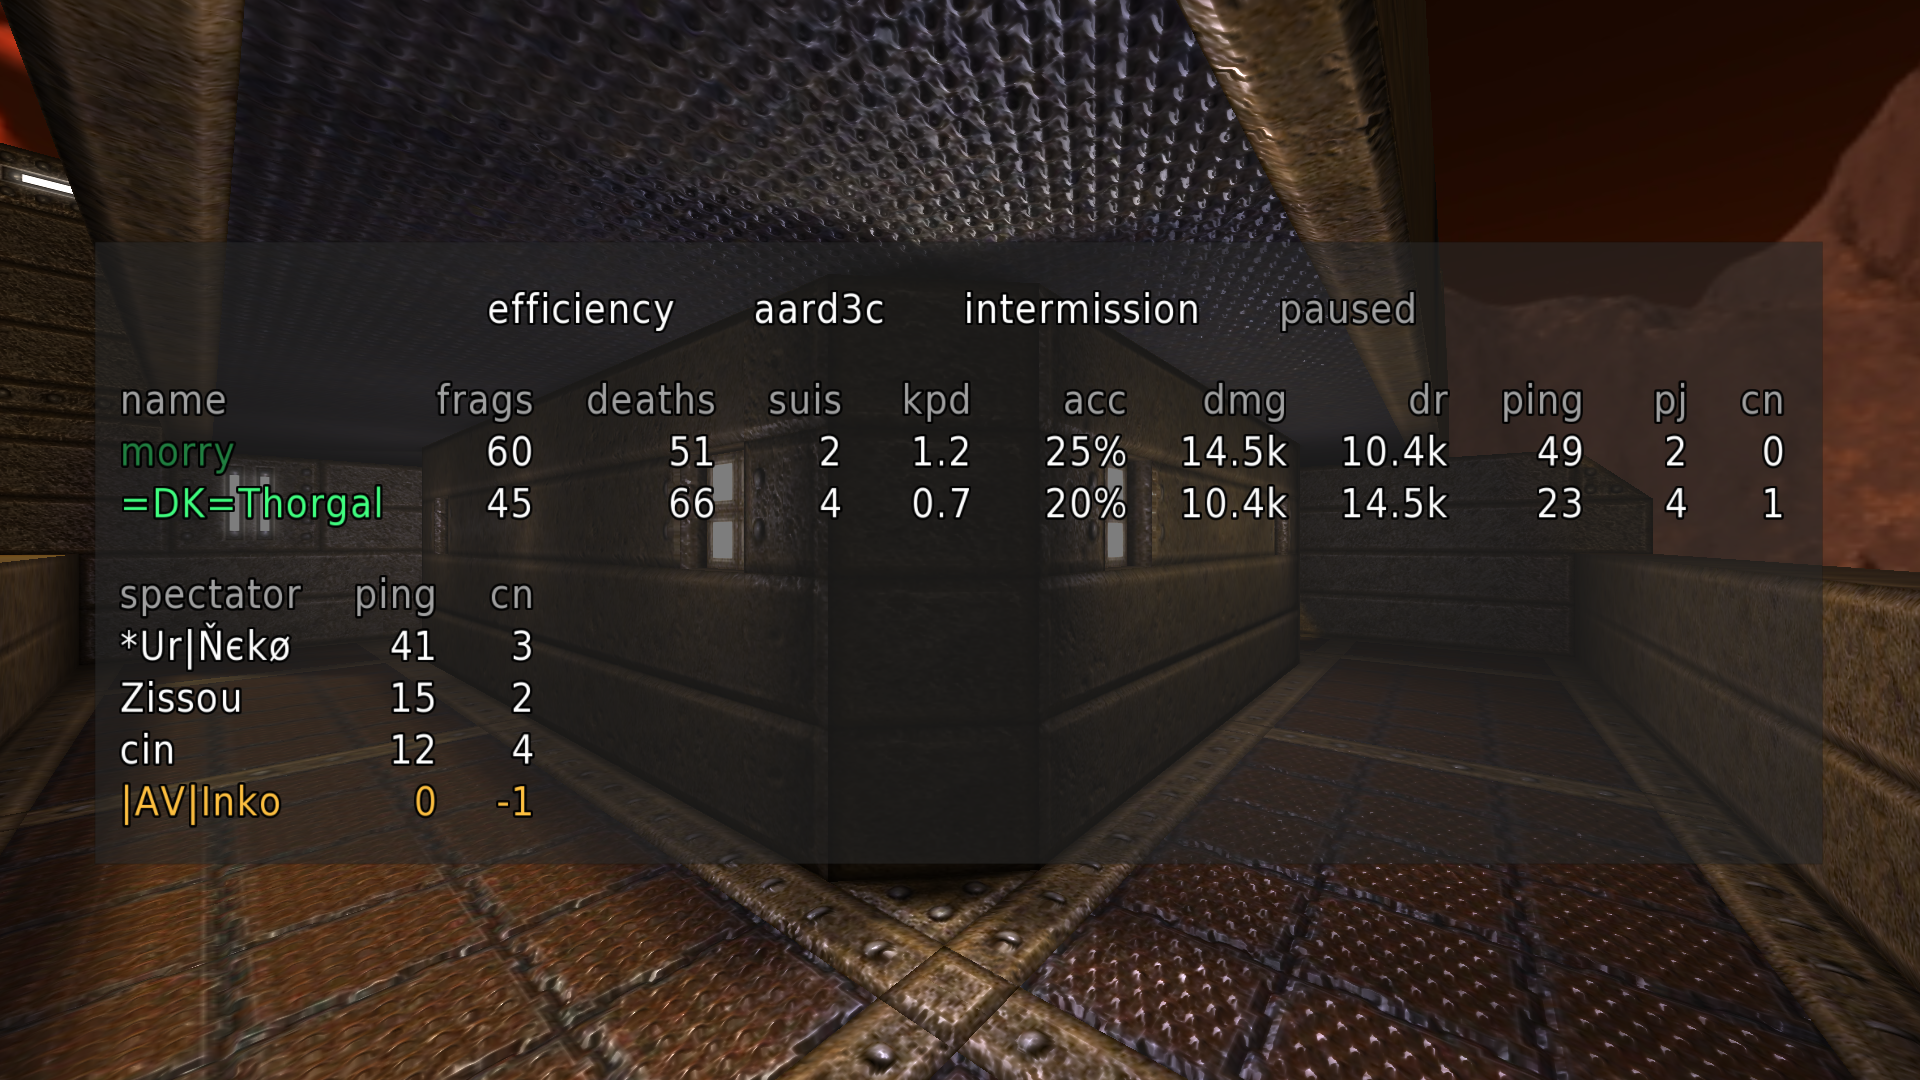 efficiency aard3c intermission paused
name frags deaths suis kpd acc dmg dr ping pj cn
morry 60 51 2 1.2 25% 14.5k 10.4k 49 2 0
=DK=Thorgal 45 66 4 0.7 20% 10.4k 14.5k 23 4 1
spectator ping cn
*Ur|Ňєkø 41 3
Zissou 15 2
cin 12 4
|AV|Inko 0 -1